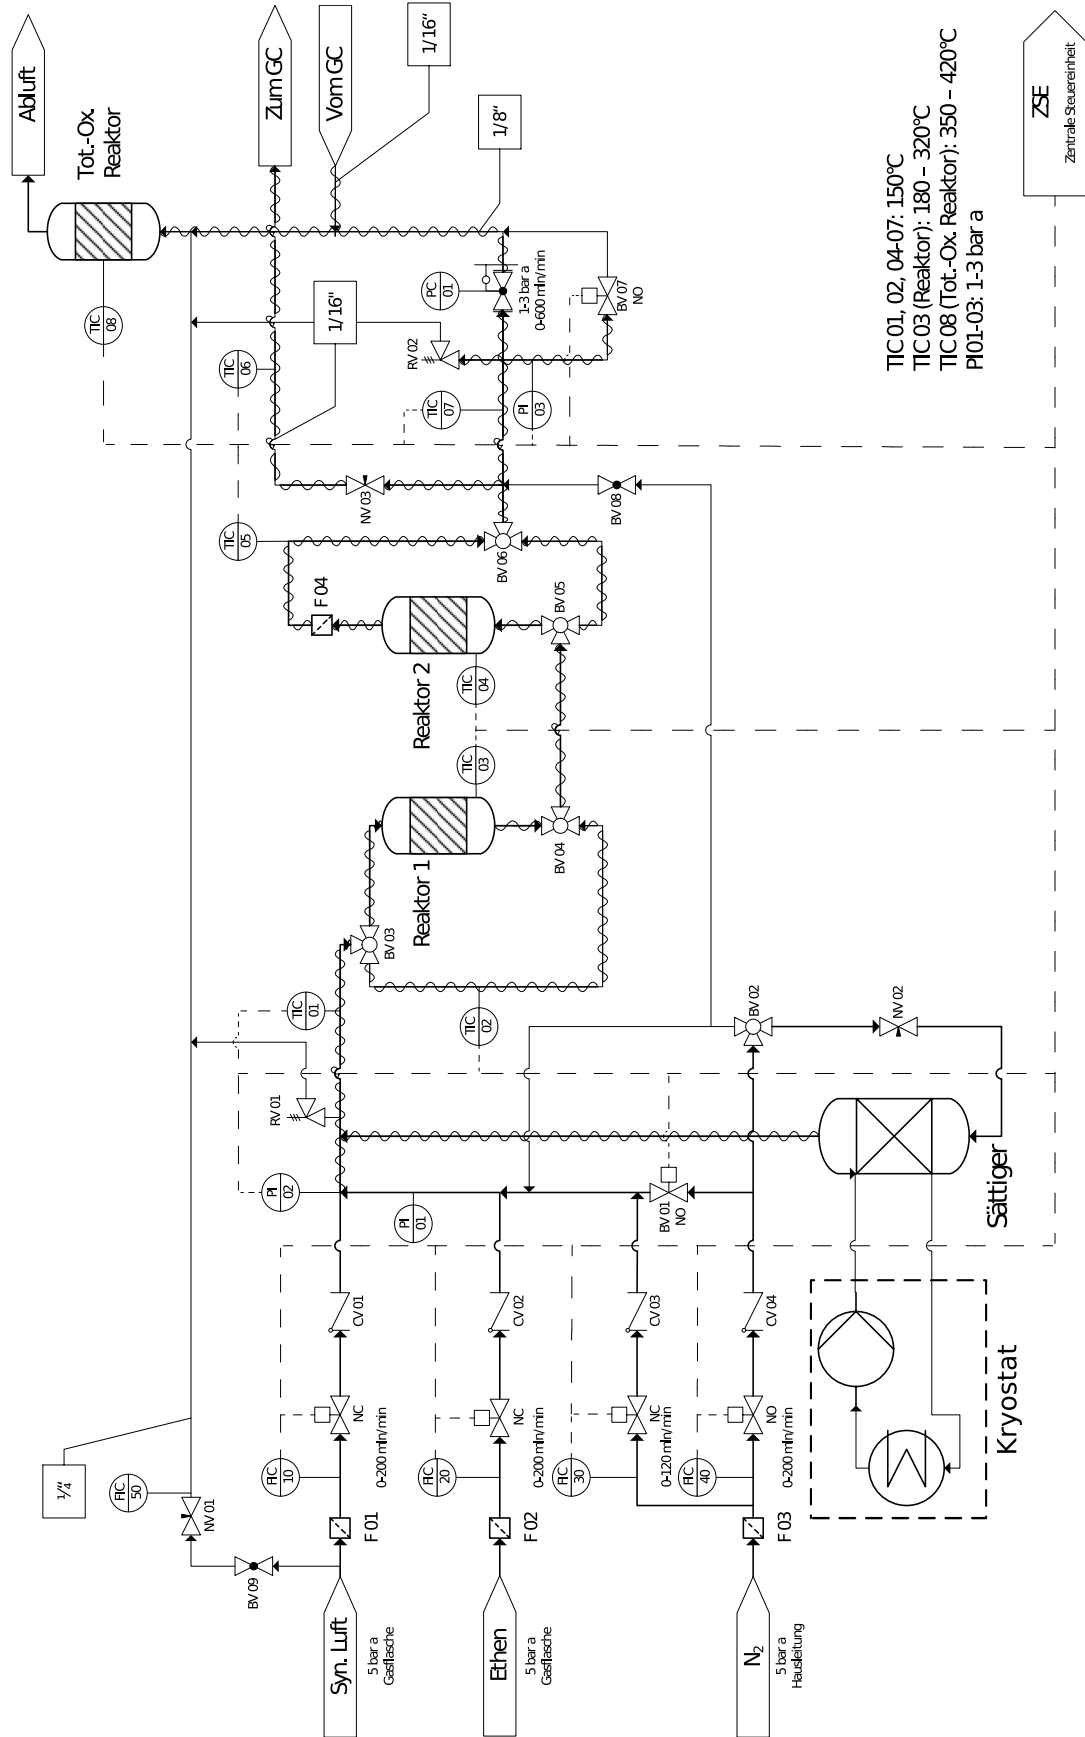 Abluft
Tot.-Ox.
Reaktor
Zum GC
Vom GC
1/16“
1/8“
1/16“
TIC
08
TIC
06
TIC
05
TIC
07
PC
01
1-3 bar a
0-600 mln/min
RV 02
PI
03
BV 07
NO
NV 03
BV 06
BV 08
F 04
BV 05
Reaktor 2
TIC
04
TIC
03
Reaktor 1
BV 04
BV 03
TIC
01
TIC
02
RV 01
PI
02
PI
01
BV 01
NO
BV 02
NV 02
Sättiger
Kryostat
CV 01
CV 02
CV 03
CV 04
NC
0-200 mln/min
NC
0-200 mln/min
NC
0-120 mln/min
NO
0-200 mln/min
FIC
10
FIC
20
FIC
30
FIC
40
FIC
50
NV 01
BV 09
¼“
F 01
F 02
F 03
Syn. Luft
5 bar a
Gasflasche
Ethen
5 bar a
Gasflasche
N₂
5 bar a
Hausleitung
TIC 01, 02, 04-07: 150°C
TIC 03 (Reaktor): 180 – 320°C
TIC 08 (Tot.-Ox. Reaktor): 350 – 420°C
PI 01-03: 1-3 bar a
ZSE
Zentrale Steuereinheit